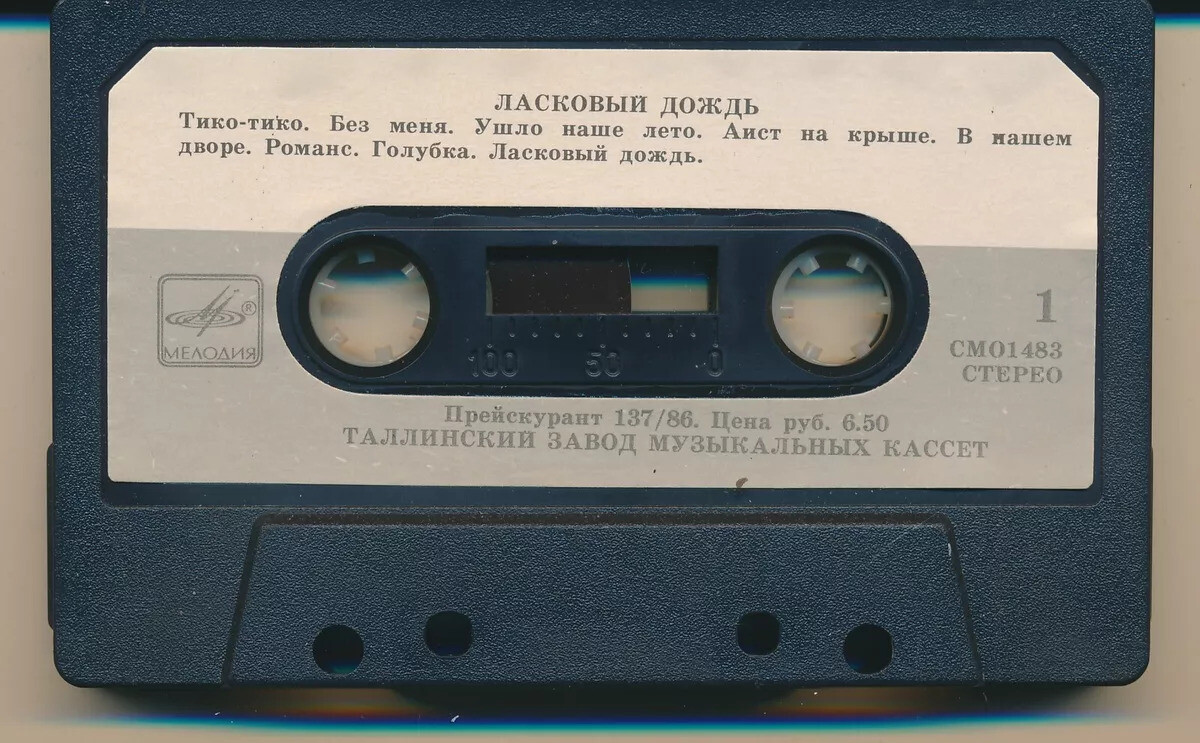 ЛАСКОВЫЙ ДОЖДЬ
Тико-тико. Без меня. Ушло наше лето. Аист на крыше. В нашем
дворе. Романс. Голубка. Ласковый дождь.
®
МЕЛОДИЯ
100 50 0
1
СМ01483
СТЕРЕО
Прейскурант 137/86. Цена руб. 6.50
ТАЛЛИНСКИЙ ЗАВОД МУЗЫКАЛЬНЫХ КАССЕТ